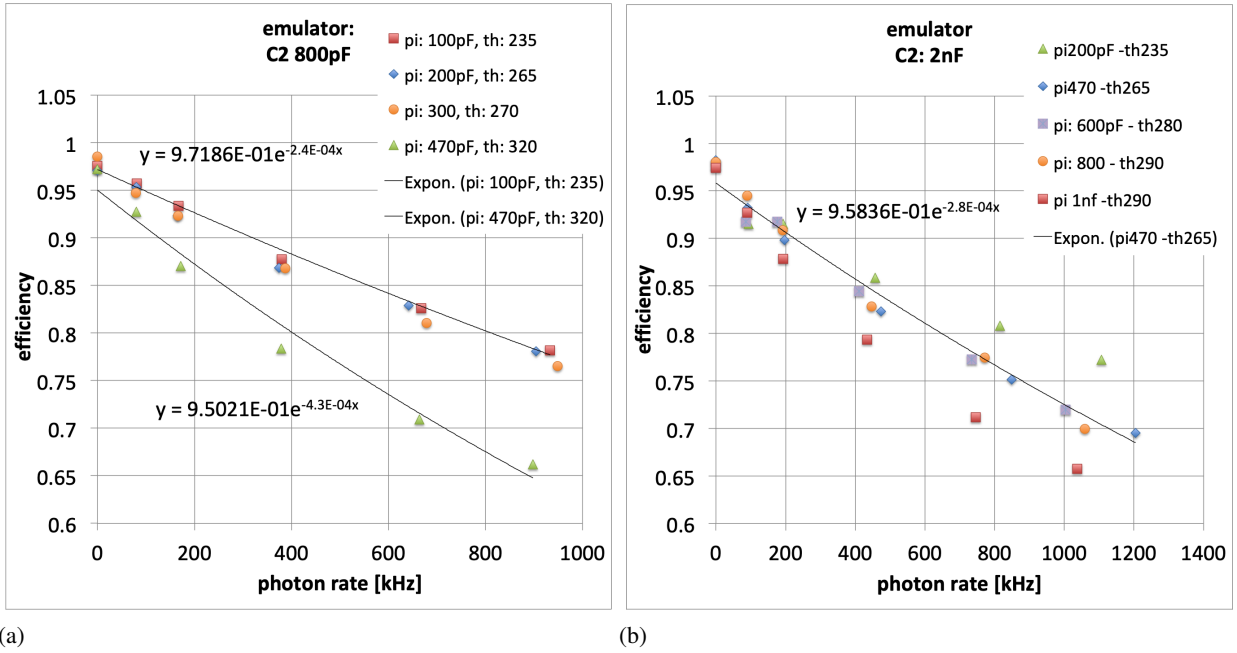 emulator:
C2 800pF
pi: 100pF, th: 235
pi: 200pF, th: 265
pi: 300, th: 270
pi: 470pF, th: 320
Expon. (pi: 100pF, th: 235)
Expon. (pi: 470pF, th: 320)
1.05
1
0.95
0.9
0.85
0.8
0.75
0.7
0.65
0.6
efficiency
y = 9.7186E-01e-2.4E-04x
y = 9.5021E-01e-4.3E-04x
0 200 400 600 800 1000
photon rate [kHz]
(a)
emulator
C2: 2nF
pi200pF -th235
pi470 -th265
pi: 600pF - th280
pi: 800 - th290
pi 1nf -th290
Expon. (pi470 -th265)
1.05
1
0.95
0.9
0.85
0.8
0.75
0.7
0.65
0.6
efficiency
y = 9.5836E-01e-2.8E-04x
0 200 400 600 800 1000 1200 1400
photon rate [kHz]
(b)